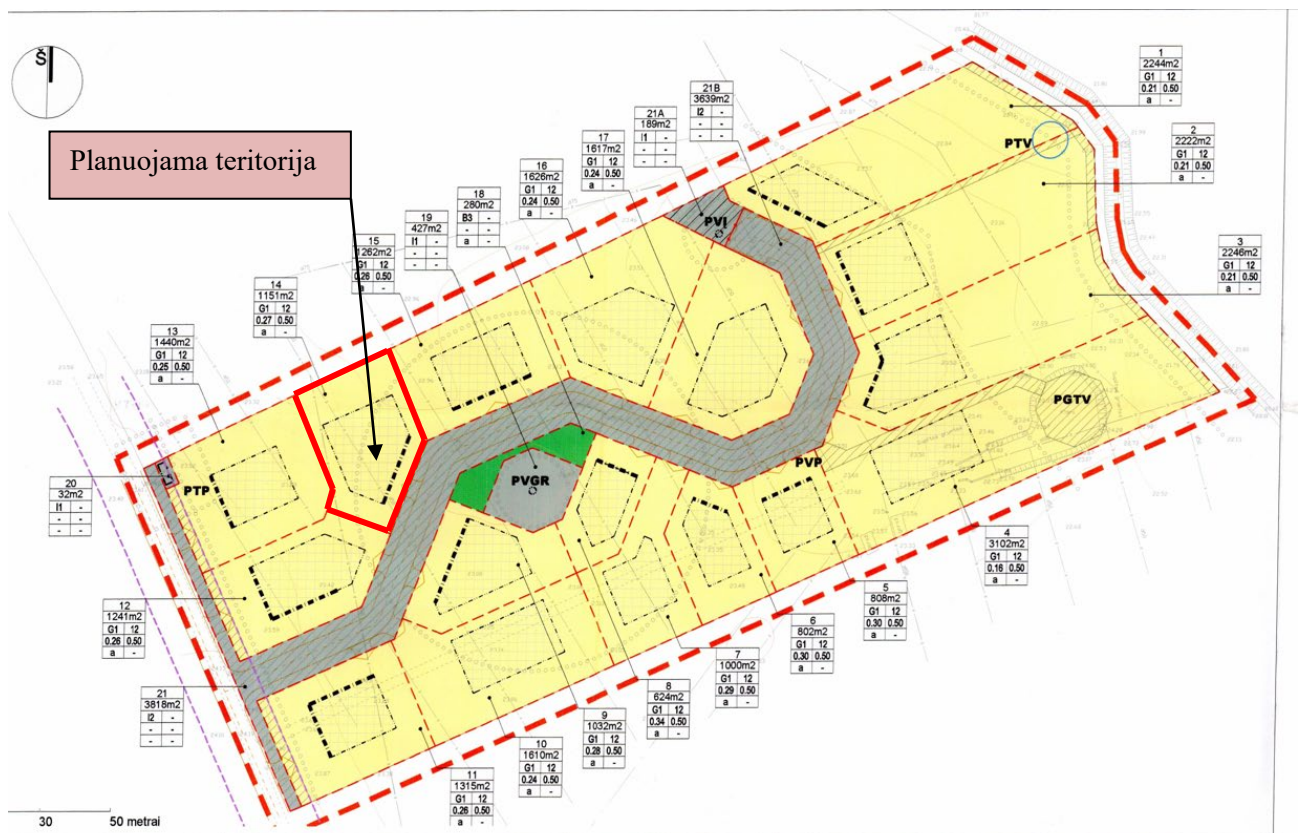 Š
Planuojama teritorija
1
2244m2
G1 12
0.21 0.50
a -
2
2222m2
G1 12
0.21 0.50
a -
3
2246m2
G1 12
0.21 0.50
a -
21B
3639m2
I2 -
- -
- -
21A
189m2
I1 -
- -
- -
17
1617m2
G1 12
0.24 0.50
a -
16
1626m2
G1 12
0.24 0.50
a -
18
280m2
B3 -
- -
a -
19
427m2
I1 -
- -
- -
15
1262m2
G1 12
0.26 0.50
a -
14
1151m2
G1 12
0.27 0.50
a -
13
1440m2
G1 12
0.25 0.50
a -
PTV
PVĮ
PGTV
PVP
PVGR
PTP
20
32m2
I1 -
- -
- -
12
1241m2
G1 12
0.26 0.50
a -
21
3818m2
I2 -
- -
- -
4
3102m2
G1 12
0.16 0.50
a -
5
808m2
G1 12
0.30 0.50
a -
6
802m2
G1 12
0.30 0.50
a -
7
1000m2
G1 12
0.29 0.50
a -
8
624m2
G1 12
0.34 0.50
a -
9
1032m2
G1 12
0.28 0.50
a -
10
1610m2
G1 12
0.24 0.50
a -
11
1315m2
G1 12
0.26 0.50
a -
30 50 metrai